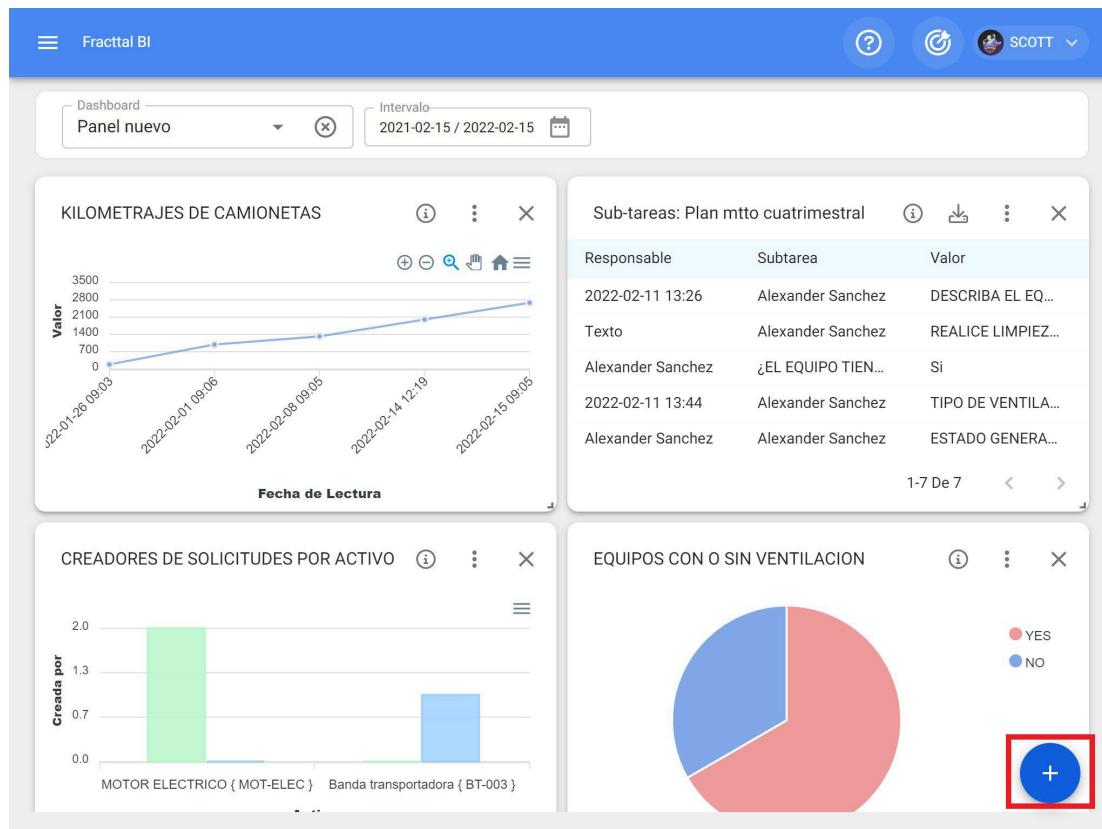 Fracttal BI
SCOTT
Dashboard
Panel nuevo
Intervalo
2021-02-15 / 2022-02-15
KILOMETRAJES DE CAMIONETAS
3500
2800
2100
1400
700
0
Valor
22-01-26 09:03
2022-02-01 09:06
2022-02-08 09:05
2022-02-14 12:19
2022-02-15 09:05
Fecha de Lectura
Sub-tareas: Plan mtto cuatrimestral
Responsable Subtarea Valor
2022-02-11 13:26 Alexander Sanchez DESCRIBA EL EQ...
Texto Alexander Sanchez REALICE LIMPIEZ...
Alexander Sanchez ¿EL EQUIPO TIEN... Si
2022-02-11 13:44 Alexander Sanchez TIPO DE VENTILA...
Alexander Sanchez Alexander Sanchez ESTADO GENERA...
1-7 De 7
CREADORES DE SOLICITUDES POR ACTIVO
2.0
1.3
0.7
0.0
Creada por
MOTOR ELECTRICO { MOT-ELEC } Banda transportadora { BT-003 }
EQUIPOS CON O SIN VENTILACION
YES
NO
+